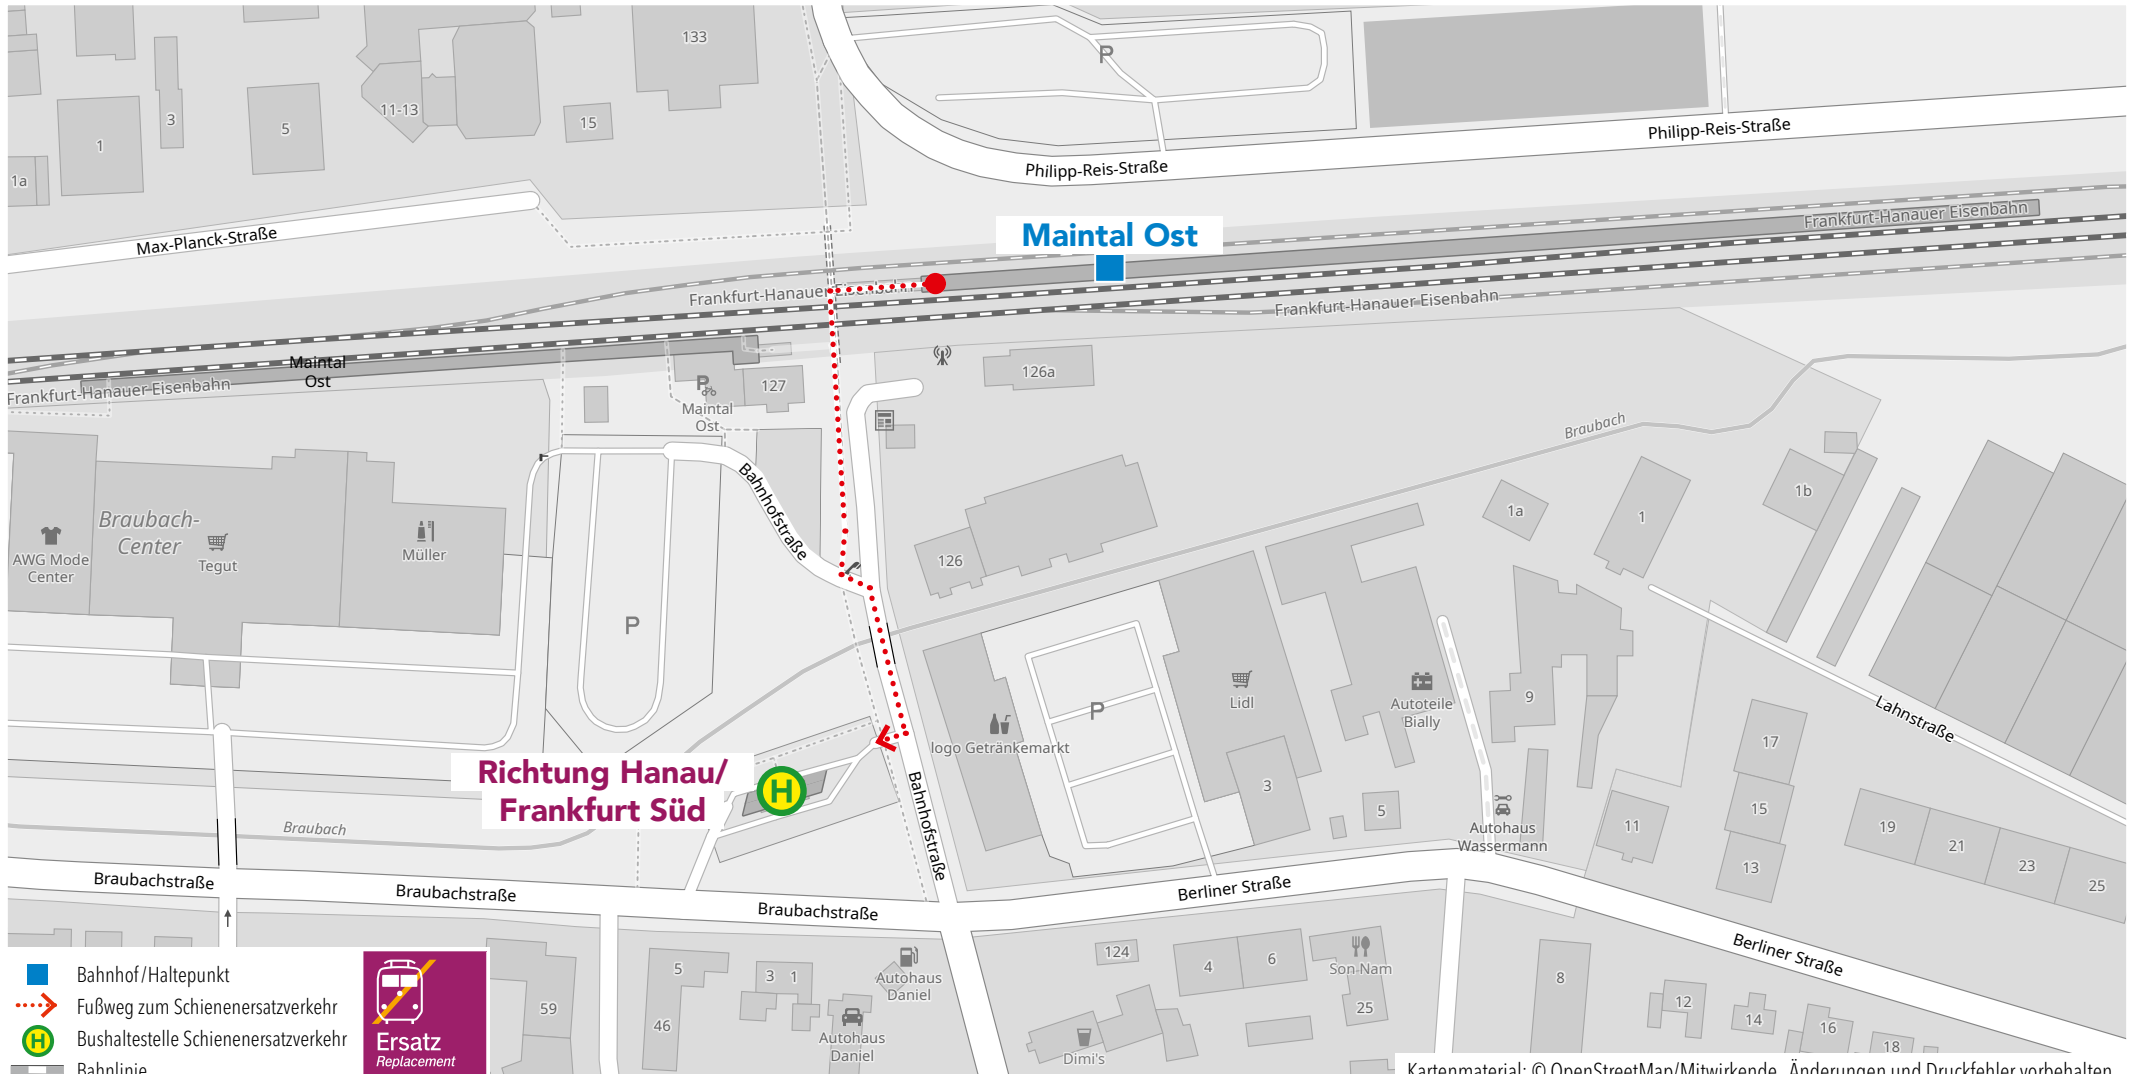 133
P
11-13
3
5
15
1
1a
Philipp-Reis-Straße
Philipp-Reis-Straße
Max-Planck-Straße
Maintal Ost
Frankfurt-Hanauer Eisenbahn
Frankfurt-Hanauer Eisenbahn
Frankfurt-Hanauer Eisenbahn
Maintal
Ost
Frankfurt-Hanauer Eisenbahn
P
Maintal
Ost
127
126a
Braubach
Bahnhofstraße
Braubach-
Center
AWG Mode
Center
Tegut
Müller
126
1a
1
1b
P
P
Lidl
logo Getränkemarkt
Autoteile
Bially
9
Lahnstraße
17
Richtung Hanau/
Frankfurt Süd
H
Bahnhofstraße
3
5
Autohaus
Wassermann
11
15
13
19
21
23
25
Braubach
Braubachstraße
Braubachstraße
Braubachstraße
Berliner Straße
Berliner Straße
5
3
1
46
59
Autohaus
Daniel
Autohaus
Daniel
124
4
6
Son Nam
25
Dimi's
8
12
14
16
18
Bahnhof/Haltepunkt
Fußweg zum Schienenersatzverkehr
H
Bushaltestelle Schienenersatzverkehr
Bahnlinie
Ersatz
Replacement
Kartenmaterial: © OpenStreetMap/Mitwirkende, Änderungen und Druckfehler vorbehalten